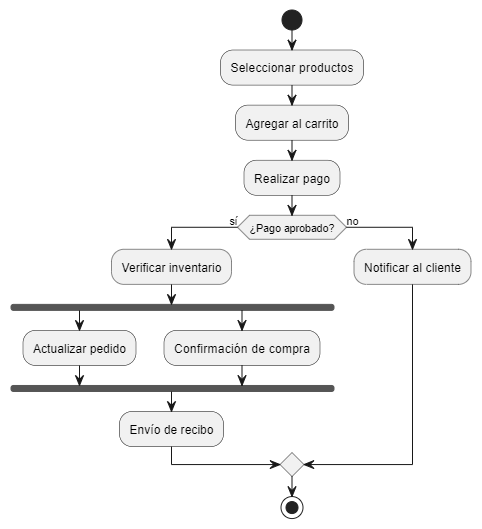 Seleccionar productos
Agregar al carrito
Realizar pago
sí
¿Pago aprobado?
no
Verificar inventario
Notificar al cliente
Actualizar pedido
Confirmación de compra
Envío de recibo